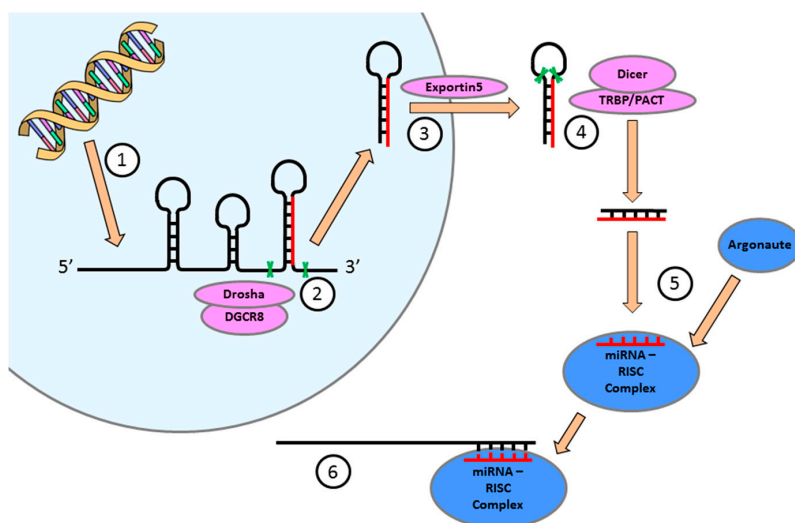 1
5'
3'
Drosha
DGCR8
2
Exportin5
3
4
Dicer
TRBP/PACT
5
Argonaute
miRNA –
RISC
Complex
6
miRNA –
RISC
Complex